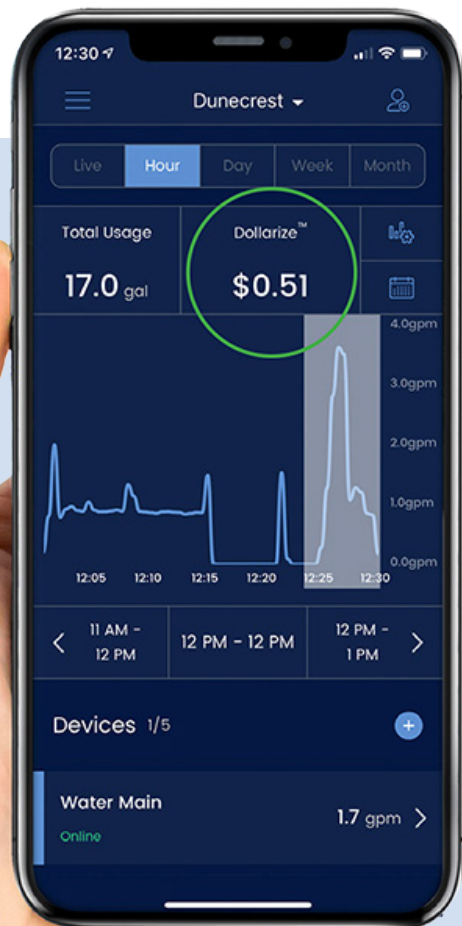 12:30
Dunecrest
Live Hour Day Week Month
Total Usage
Dollarize™
17.0 gal
$0.51
4.0gpm
3.0gpm
2.0gpm
1.0gpm
0.0gpm
12:05 12:10 12:15 12:20 12:25 12:30
11 AM - 12 PM
12 PM - 12 PM
12 PM - 1 PM
Devices 1/5
Water Main
Online
1.7 gpm